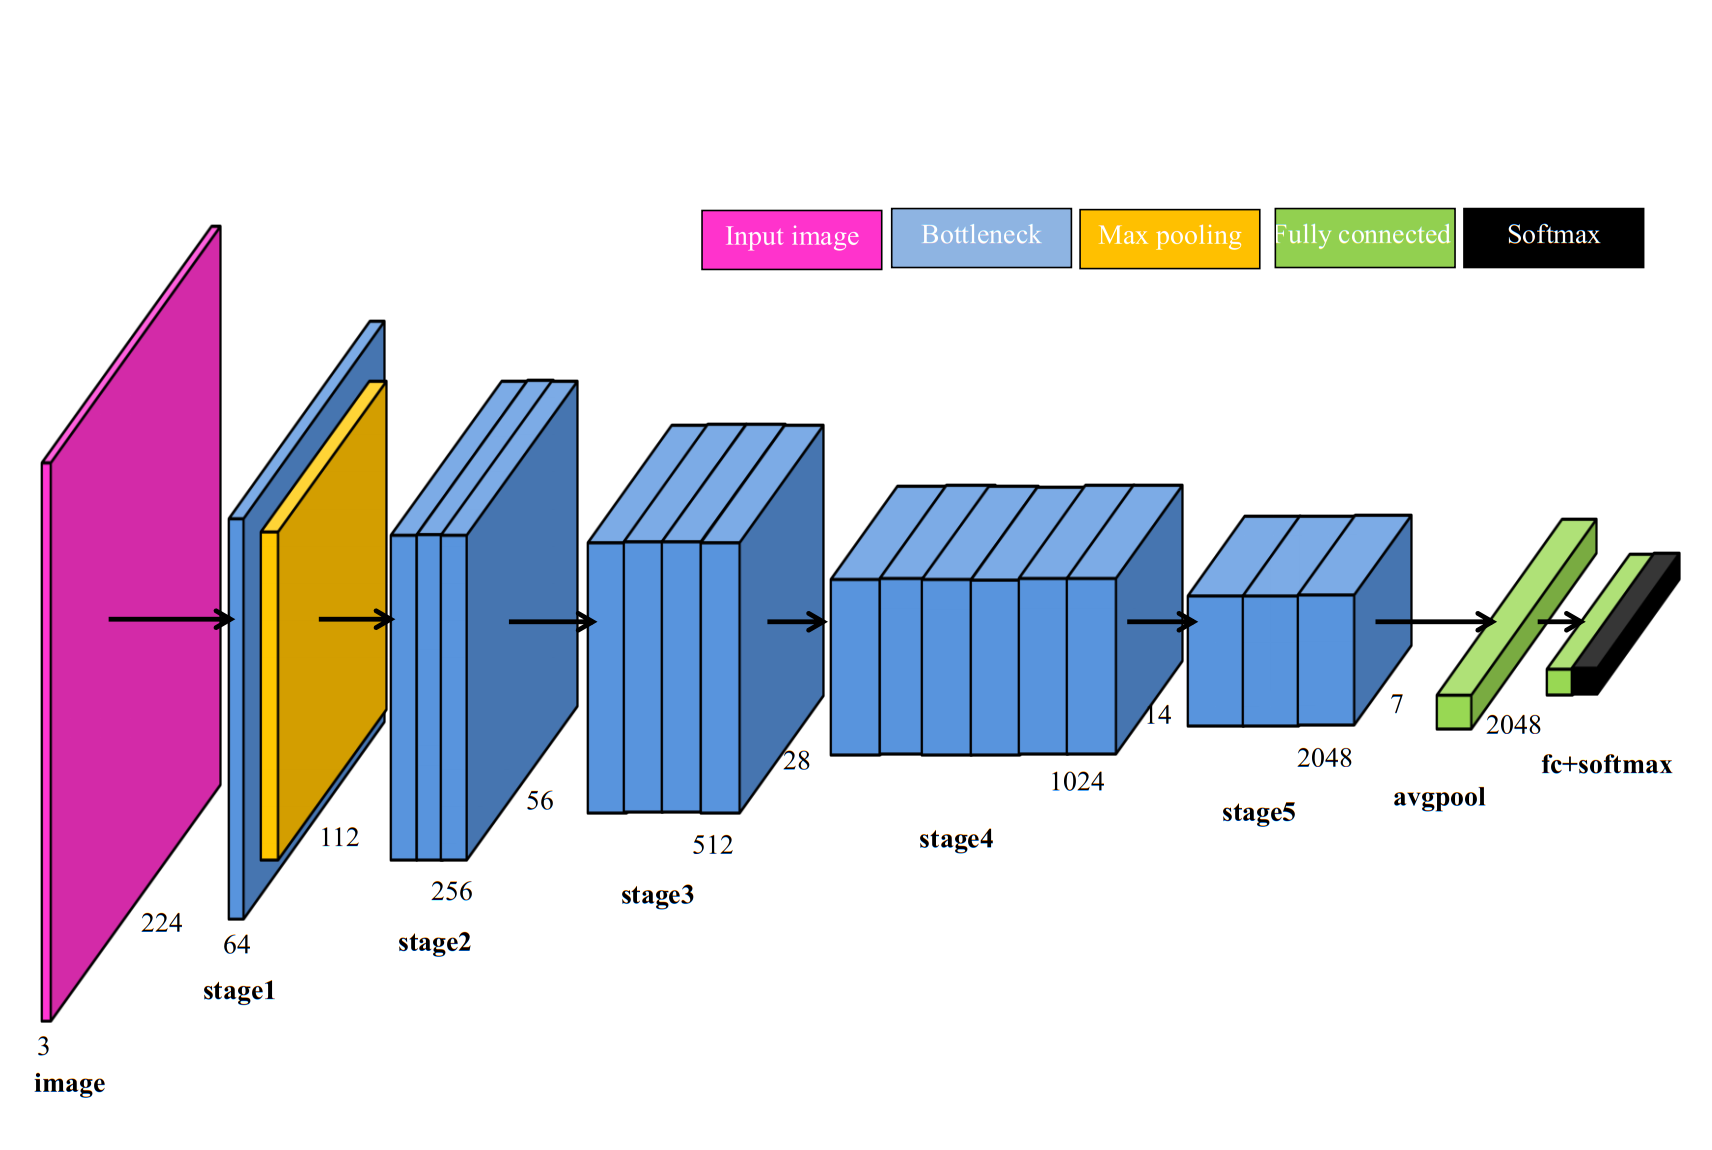 Input image
Bottleneck
Max pooling
Fully connected
Softmax
3
224
image
64
112
stage1
256
56
stage2
512
28
stage3
1024
14
stage4
2048
7
stage5
2048
avgpool
fc+softmax